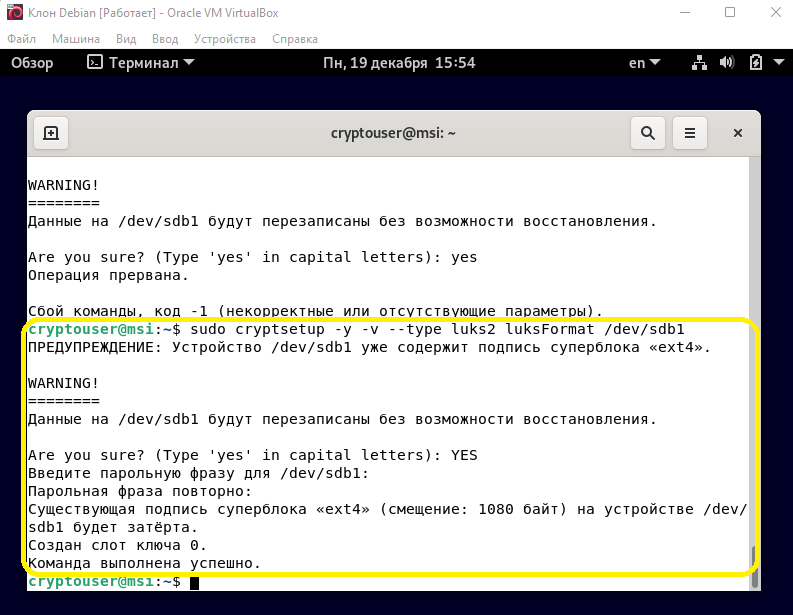 Клон Debian [Работает] - Oracle VM VirtualBox
Файл Машина Вид Ввод Устройства Справка
Обзор Терминал Пн, 19 декабря 15:54 en
cryptouser@msi: ~
WARNING!
========
Данные на /dev/sdb1 будут перезаписаны без возможности восстановления.
Are you sure? (Type 'yes' in capital letters): yes
Операция прервана.
Сбой команды, код -1 (некорректные или отсутствующие параметры).
cryptouser@msi:~$ sudo cryptsetup -y -v --type luks2 luksFormat /dev/sdb1
ПРЕДУПРЕЖДЕНИЕ: Устройство /dev/sdb1 уже содержит подпись суперблока «ext4».
WARNING!
========
Данные на /dev/sdb1 будут перезаписаны без возможности восстановления.
Are you sure? (Type 'yes' in capital letters): YES
Введите парольную фразу для /dev/sdb1:
Парольная фраза повторно:
Существующая подпись суперблока «ext4» (смещение: 1080 байт) на устройстве /dev/
sdb1 будет затёрта.
Создан слот ключа 0.
Команда выполнена успешно.
cryptouser@msi:~$